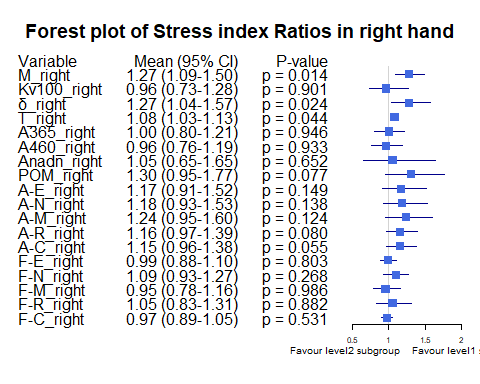 Forest plot of Stress index Ratios in right hand
Variable Mean (95% CI) P-value
M_right 1.27 (1.09-1.50) p = 0.014
Kv100_right 0.96 (0.73-1.28) p = 0.901
δ_right 1.27 (1.04-1.57) p = 0.024
T_right 1.08 (1.03-1.13) p = 0.044
A365_right 1.00 (0.80-1.21) p = 0.946
A460_right 0.96 (0.76-1.19) p = 0.933
Anadn_right 1.05 (0.65-1.65) p = 0.652
POM_right 1.30 (0.95-1.77) p = 0.077
A-E_right 1.17 (0.91-1.52) p = 0.149
A-N_right 1.18 (0.93-1.53) p = 0.138
A-M_right 1.24 (0.95-1.60) p = 0.124
A-R_right 1.16 (0.97-1.39) p = 0.080
A-C_right 1.15 (0.96-1.38) p = 0.055
F-E_right 0.99 (0.88-1.10) p = 0.803
F-N_right 1.09 (0.93-1.27) p = 0.268
F-M_right 0.95 (0.78-1.16) p = 0.986
F-R_right 1.05 (0.83-1.31) p = 0.882
F-C_right 0.97 (0.89-1.05) p = 0.531
0.5 1 1.5 2
Favour level2 subgroup Favour level1 s